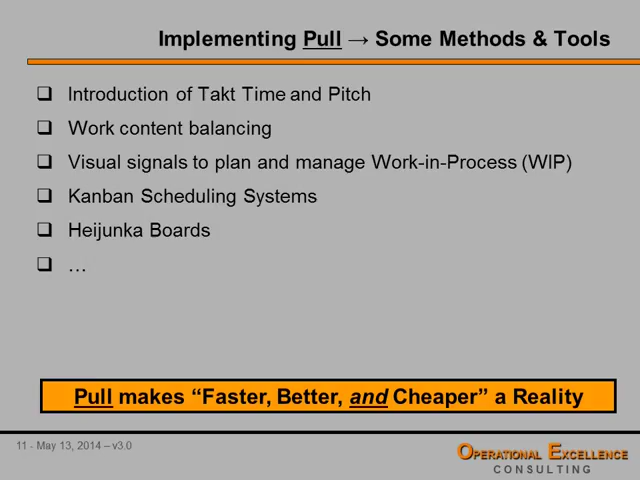 Implementing Pull → Some Methods & Tools
❑ Introduction of Takt Time and Pitch
❑ Work content balancing
❑ Visual signals to plan and manage Work-in-Process (WIP)
❑ Kanban Scheduling Systems
❑ Heijunka Boards
❑ …
Pull makes “Faster, Better, and Cheaper” a Reality
11 - May 13, 2014 – v3.0
OPERATIONAL EXCELLENCE
CONSULTING